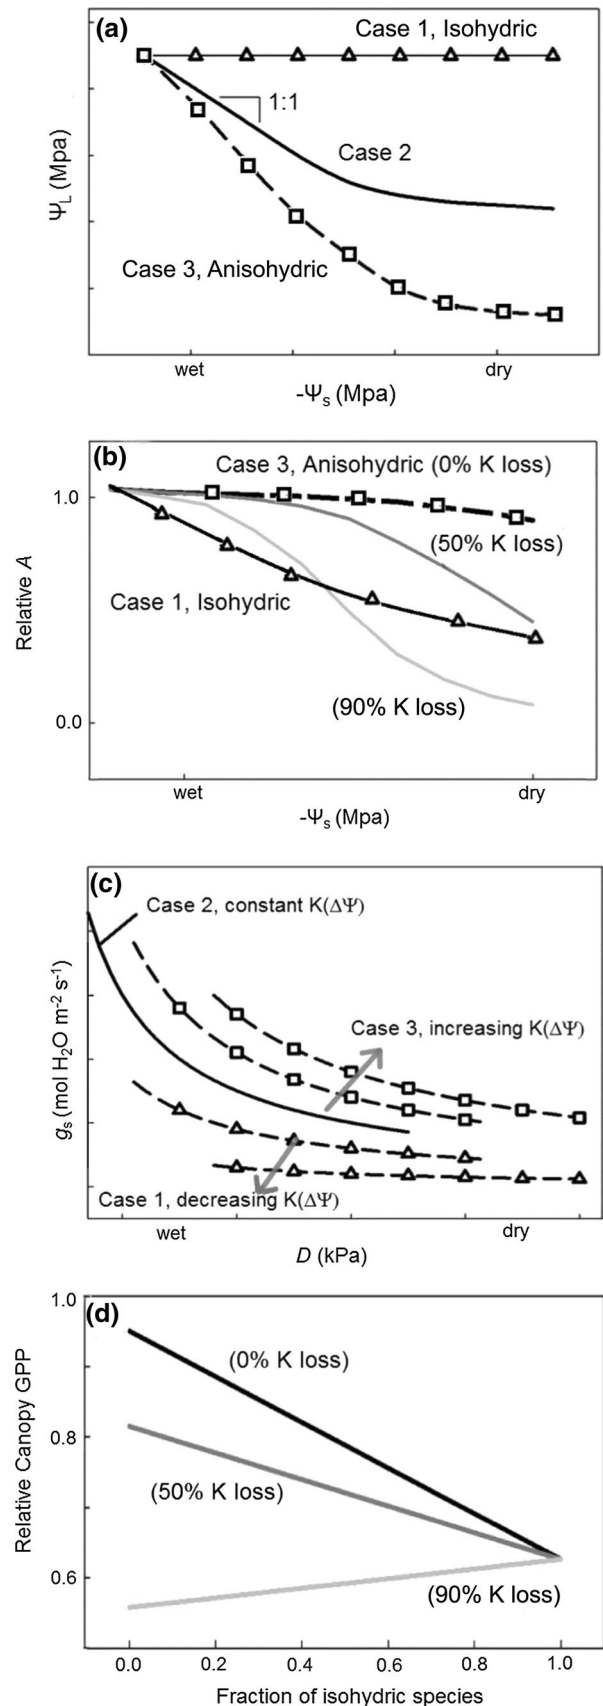 (a)
Case 1, Isohydric
1:1
Case 2
Case 3, Anisohydric
Ψ_L (Mpa)
wet
dry
-Ψ_s (Mpa)
(b)
Case 3, Anisohydric (0% K loss)
1.0
(50% K loss)
Case 1, Isohydric
Relative A
0.0
(90% K loss)
wet
dry
-Ψ_s (Mpa)
(c)
Case 2, constant K(ΔΨ)
Case 3, increasing K(ΔΨ)
g_s (mol H₂O m⁻² s⁻¹)
Case 1, decreasing K(ΔΨ)
wet
dry
D (kPa)
1.0
(d)
(0% K loss)
Relative Canopy GPP
0.8
(50% K loss)
0.6
(90% K loss)
0.0 0.2 0.4 0.6 0.8 1.0
Fraction of isohydric species